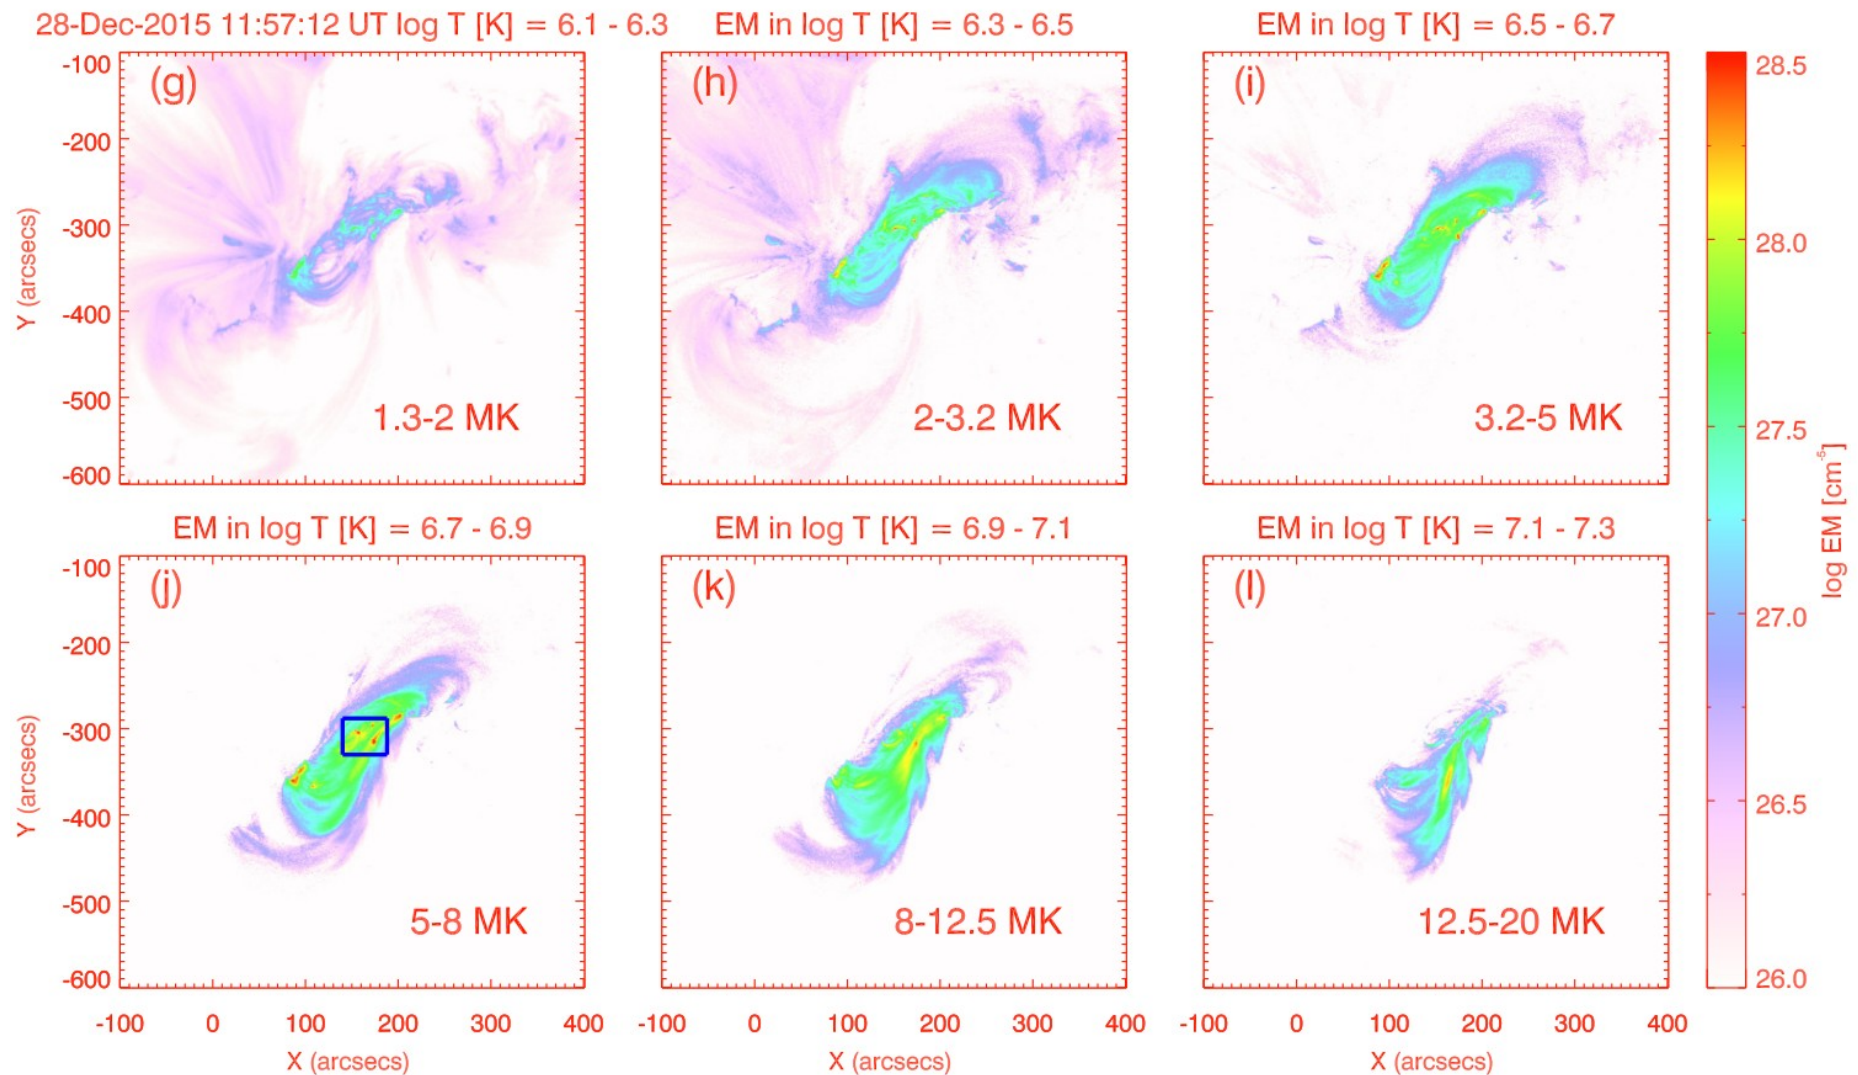 28-Dec-2015 11:57:12 UT log T [K] = 6.1 - 6.3
EM in log T [K] = 6.3 - 6.5
EM in log T [K] = 6.5 - 6.7
(g)
(h)
(i)
-100
-200
-300
-400
-500
-600
Y (arcsecs)
1.3-2 MK
2-3.2 MK
3.2-5 MK
28.5
28.0
27.5
27.0
26.5
26.0
log EM [cm⁻⁵]
EM in log T [K] = 6.7 - 6.9
EM in log T [K] = 6.9 - 7.1
EM in log T [K] = 7.1 - 7.3
(j)
(k)
(l)
-100
-200
-300
-400
-500
-600
Y (arcsecs)
5-8 MK
8-12.5 MK
12.5-20 MK
-100 0 100 200 300 400
-100 0 100 200 300 400
-100 0 100 200 300 400
X (arcsecs)
X (arcsecs)
X (arcsecs)